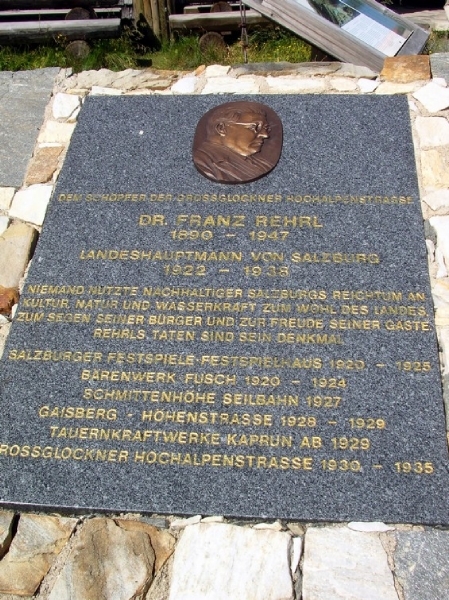 DEM SCHÖPFER DER GROSSGLOCKNER HOCHALPENSTRASSE
DR. FRANZ REHRL
1890 – 1947
LANDESHAUPTMANN VON SALZBURG
1922 – 1938
NIEMAND NUTZTE NACHHALTIGER SALZBURGS REICHTUM AN
KULTUR, NATUR UND WASSERKRAFT ZUM WOHL DES LANDES,
ZUM SEGEN SEINER BÜRGER UND ZUR FREUDE SEINER GÄSTE
REHRLS TATEN SIND SEIN DENKMAL
SALZBURGER FESTSPIELE-FESTSPIELHAUS 1920 – 1925
BÄRENWERK FUSCH 1920 – 1924
SCHMITTENHÖHE SEILBAHN 1927
GAISBERG - HÖHENSTRASSE 1928 – 1929
TAUERNKRAFTWERKE KAPRUN AB 1929
GROSSGLOCKNER HOCHALPENSTRASSE 1930 – 1935